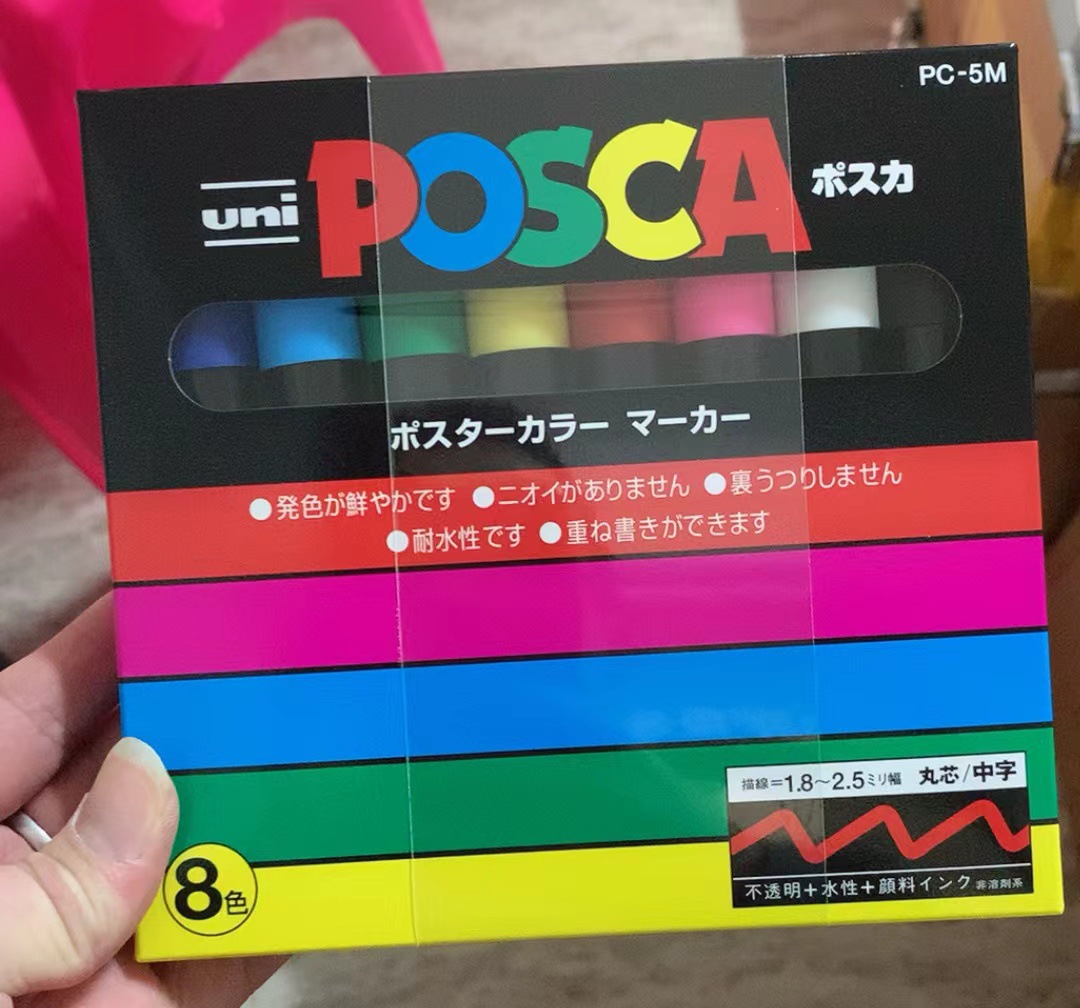 PC-5M
uni POSCA ポスカ
ポスターカラー マーカー
●発色が鮮やかです ●ニオイがありません ●裏うつりしません
●耐水性です ●重ね書きができます
描線=1.8〜2.5ミリ幅 丸芯/中字
8色
不透明+水性+顔料インク 非溶剤系